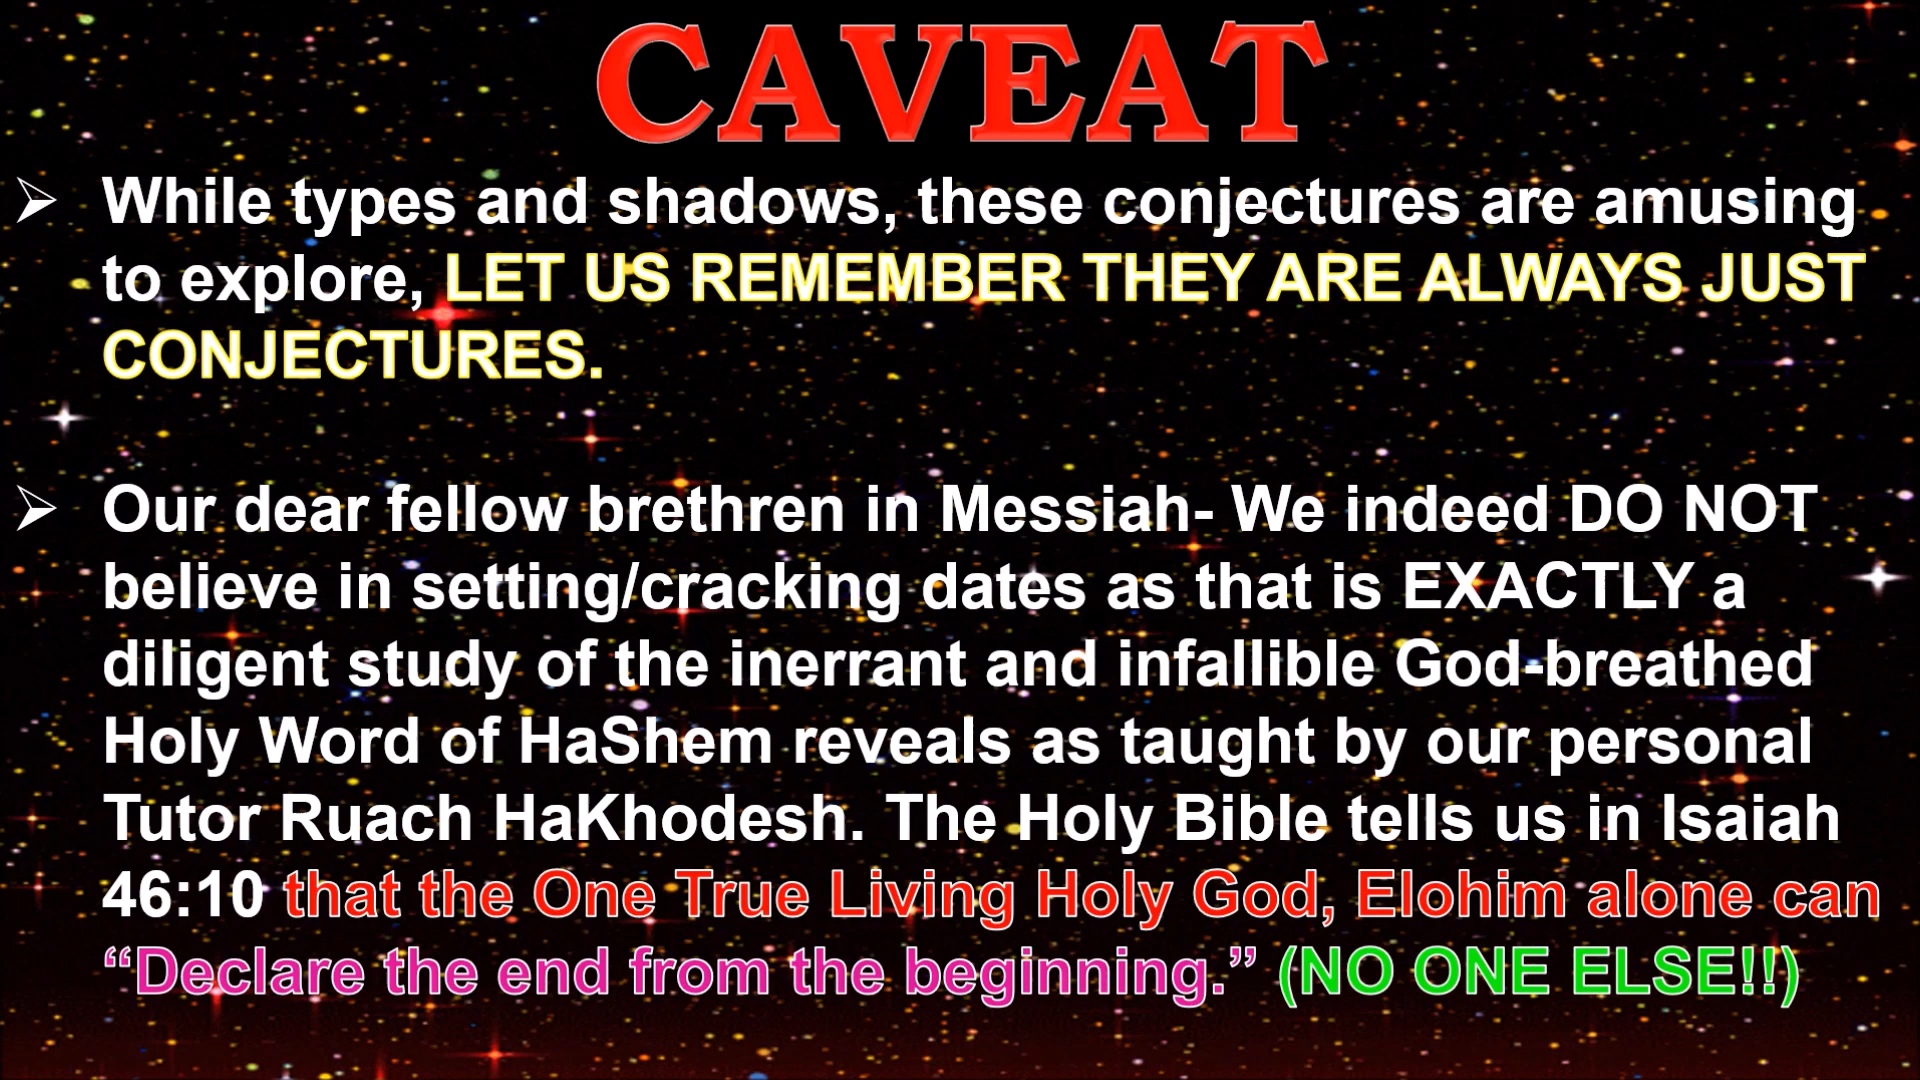 CAVEAT
➢ While types and shadows, these conjectures are amusing
to explore, LET US REMEMBER THEY ARE ALWAYS JUST
CONJECTURES.
➢ Our dear fellow brethren in Messiah- We indeed DO NOT
believe in setting/cracking dates as that is EXACTLY a
diligent study of the inerrant and infallible God-breathed
Holy Word of HaShem reveals as taught by our personal
Tutor Ruach HaKhodesh. The Holy Bible tells us in Isaiah
46:10 that the One True Living Holy God, Elohim alone can
“Declare the end from the beginning.” (NO ONE ELSE!!)